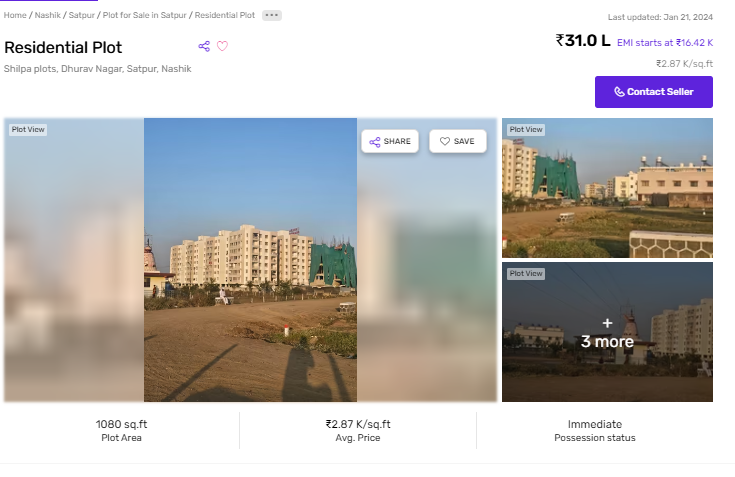 Home / Nashik / Satpur / Plot for Sale in Satpur / Residential Plot
Last updated: Jan 21, 2024
Residential Plot
₹31.0 L EMI starts at ₹16.42 K
Shilpa plots, Dhurav Nagar, Satpur, Nashik
₹2.87 K/sq.ft
Contact Seller
Plot View
SHARE
SAVE
Plot View
Plot View
+
3 more
1080 sq.ft
Plot Area
₹2.87 K/sq.ft
Avg. Price
Immediate
Possession status